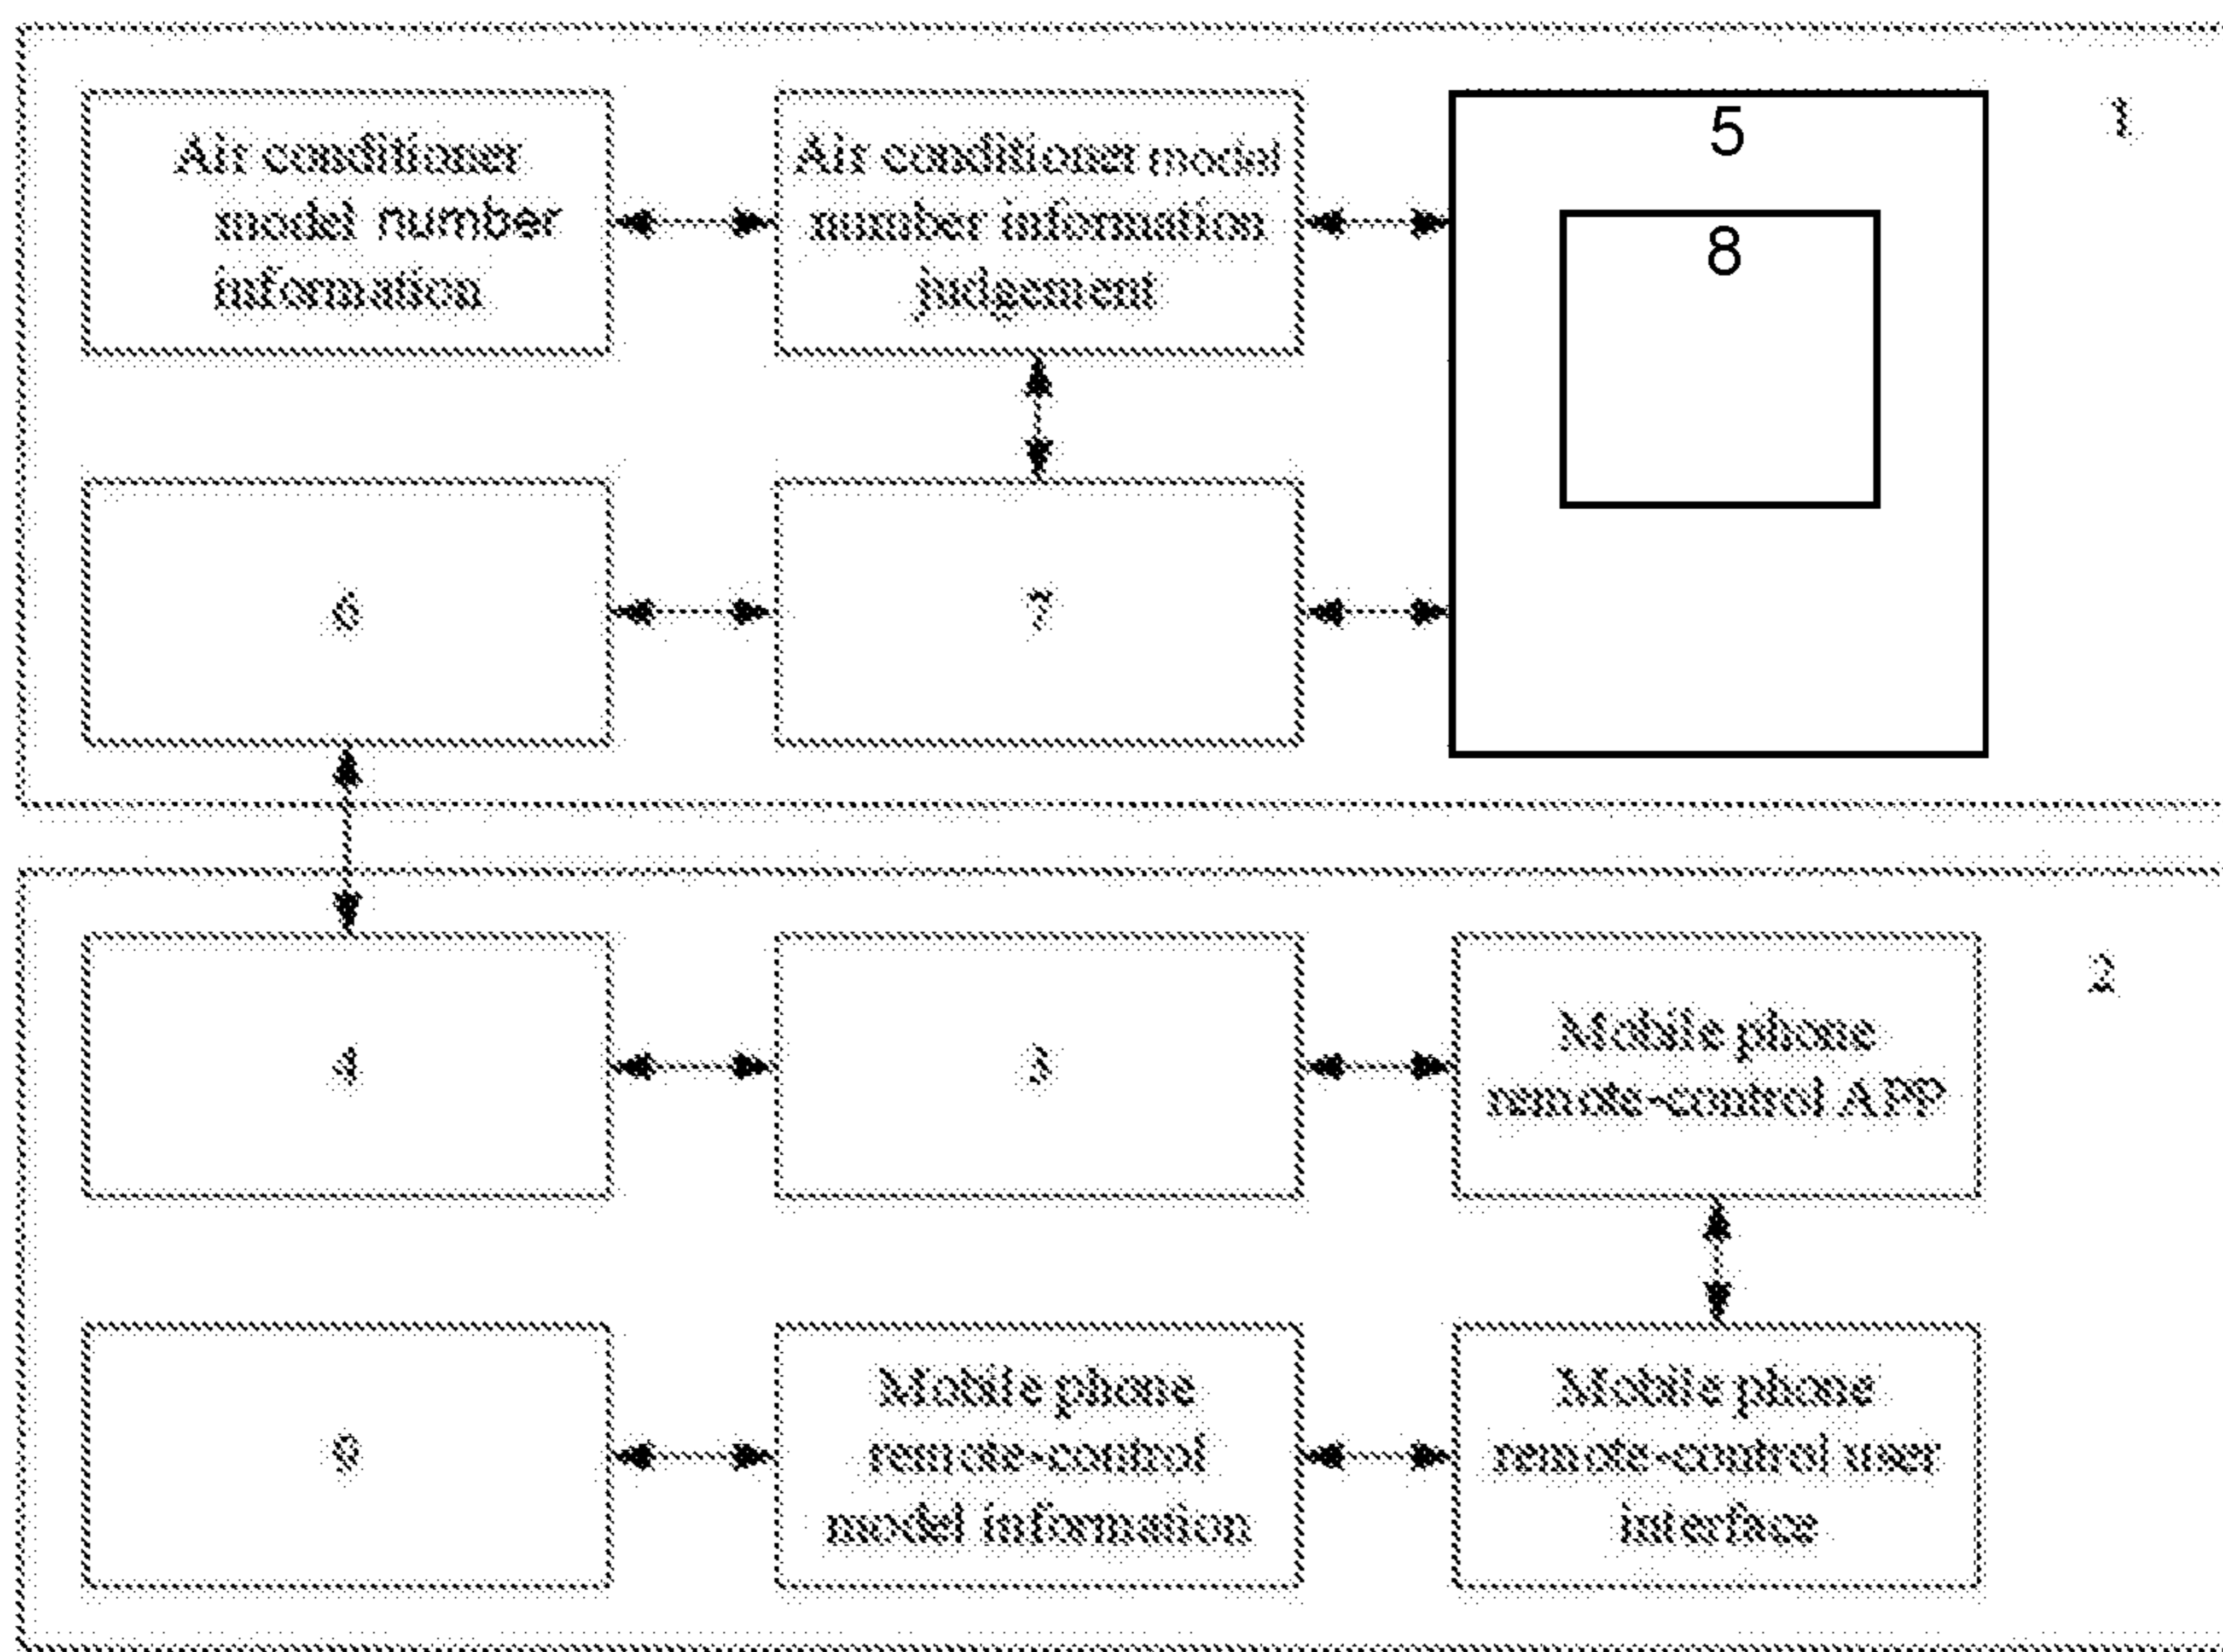 1
Air conditioner
model number
information
Air conditioner model
number information
judgement
5
8
6
7
2
4
3
Mobile phone
remote-control APP
9
Mobile phone
remote-control
model information
Mobile phone
remote-control user
interface